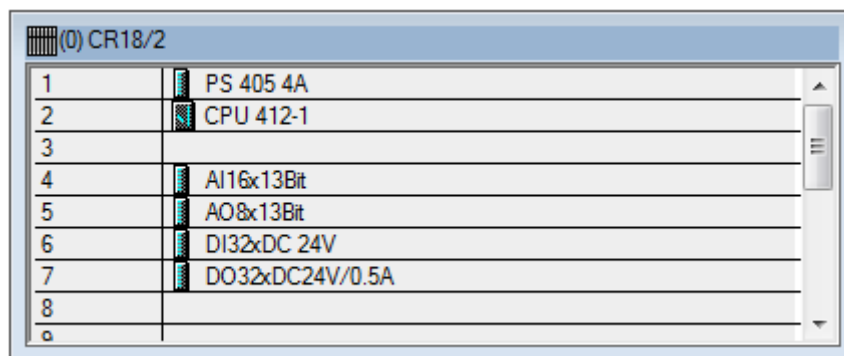 (0) CR18/2
1 PS 405 4A
2 CPU 412-1
3
4 AI16x13Bit
5 AO8x13Bit
6 DI32xDC 24V
7 DO32xDC24V/0.5A
8
9